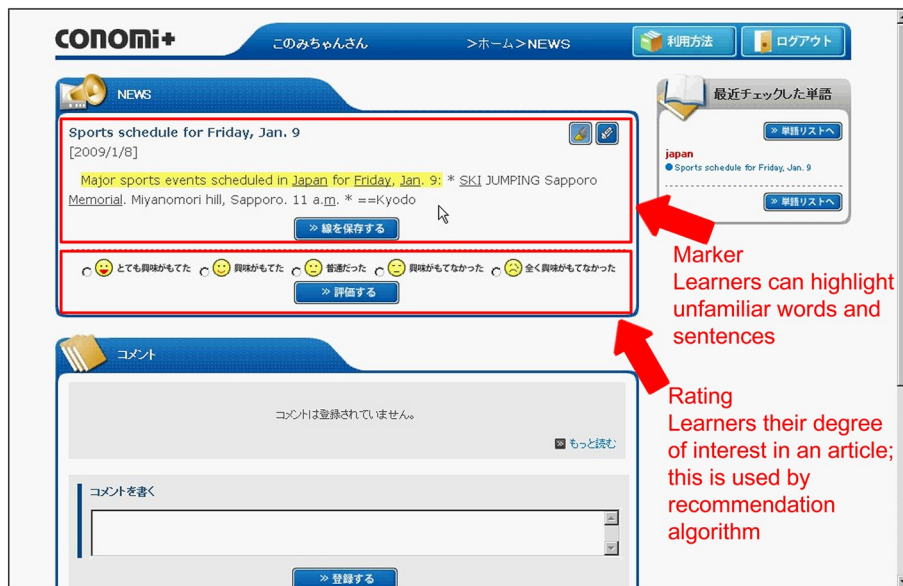 conomi+
このみちゃんさん
>ホーム>NEWS
利用方法
ログアウト
NEWS
Sports schedule for Friday, Jan. 9
[2009/1/8]
Major sports events scheduled in Japan for Friday, Jan. 9: * SKI JUMPING Sapporo
Memorial. Miyanomori hill, Sapporo. 11 a.m. * ==Kyodo
» 線を保存する
とても興味がもてた 興味がもてた 普通だった 興味がもてなかった 全く興味がもてなかった
» 評価する
最近チェックした単語
» 単語リストへ
japan
Sports schedule for Friday, Jan. 9
» 単語リストへ
Marker
Learners can highlight
unfamiliar words and
sentences
Rating
Learners their degree
of interest in an article;
this is used by
recommendation
algorithm
コメント
コメントは登録されていません。
» もっと読む
コメントを書く
» 登録する